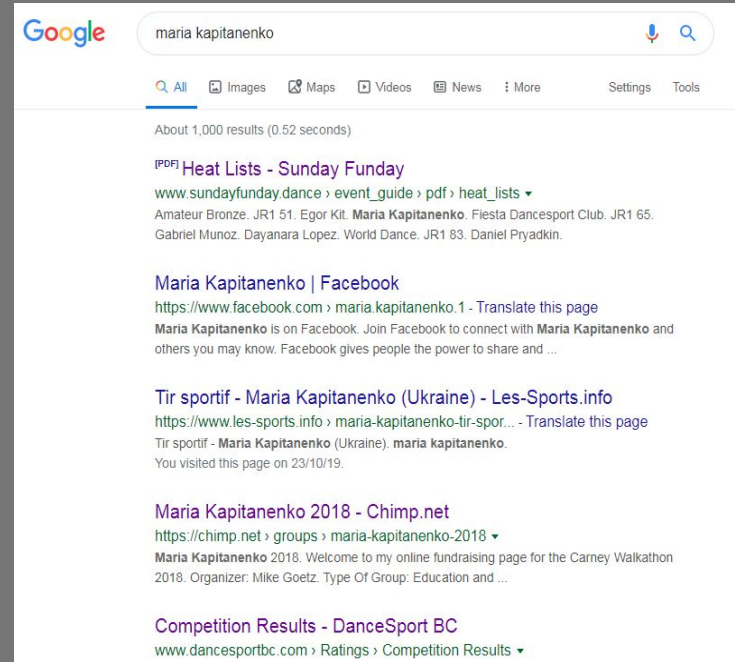 Google maria kapitanenko
All Images Maps Videos News More Settings Tools
About 1,000 results (0.52 seconds)
[PDF] Heat Lists - Sunday Funday
www.sundayfunday.dance › event_guide › pdf › heat_lists
Amateur Bronze. JR1 51. Egor Kit. Maria Kapitanenko. Fiesta Dancesport Club. JR1 65.
Gabriel Munoz. Dayanara Lopez. World Dance. JR1 83. Daniel Pryadkin.
Maria Kapitanenko | Facebook
https://www.facebook.com › maria.kapitanenko.1 - Translate this page
Maria Kapitanenko is on Facebook. Join Facebook to connect with Maria Kapitanenko and
others you may know. Facebook gives people the power to share and ...
Tir sportif - Maria Kapitanenko (Ukraine) - Les-Sports.info
https://www.les-sports.info › maria-kapitanenko-tir-spor... - Translate this page
Tir sportif - Maria Kapitanenko (Ukraine). maria kapitanenko.
You visited this page on 23/10/19.
Maria Kapitanenko 2018 - Chimp.net
https://chimp.net › groups › maria-kapitanenko-2018
Maria Kapitanenko 2018. Welcome to my online fundraising page for the Carney Walkathon
2018. Organizer: Mike Goetz. Type Of Group: Education and ...
Competition Results - DanceSport BC
www.dancesportbc.com › Ratings › Competition Results